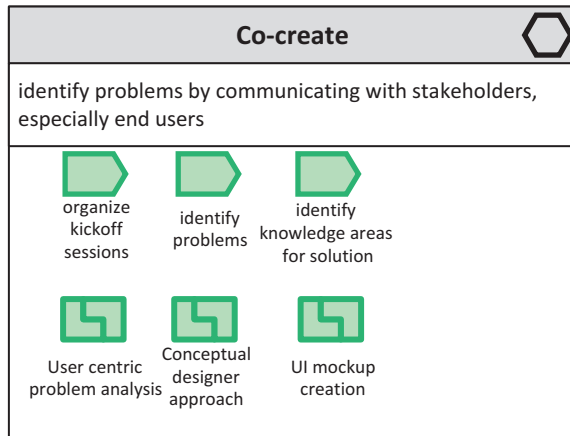 Co-create
identify problems by communicating with stakeholders,
especially end users
organize
kickoff
sessions
identify
problems
identify
knowledge areas
for solution
User centric
problem analysis
Conceptual
designer
approach
UI mockup
creation